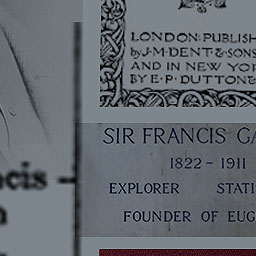 LONDON: PUBLISH
by J·M·DENT & SONS
AND IN NEW YOR
BY E·P·DUTTON &
SIR FRANCIS GA
1822 – 1911
EXPLORER STATI
FOUNDER OF EUG
ncis –